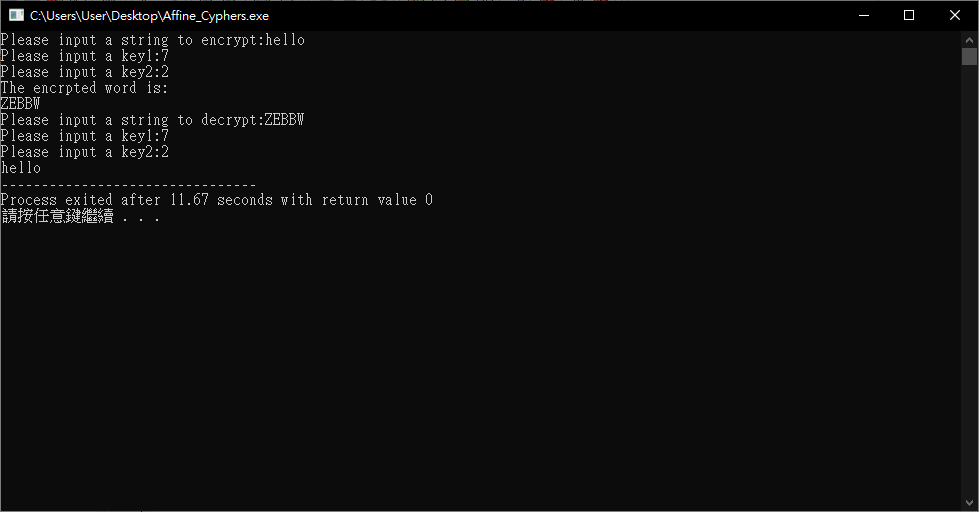 C:\Users\User\Desktop\Affine_Cyphers.exe
Please input a string to encrypt:hello
Please input a key1:7
Please input a key2:2
The encrpted word is:
ZEBBW
Please input a string to decrypt:ZEBBW
Please input a key1:7
Please input a key2:2
hello
--------------------------------
Process exited after 11.67 seconds with return value 0
請按任意鍵繼續 . . .